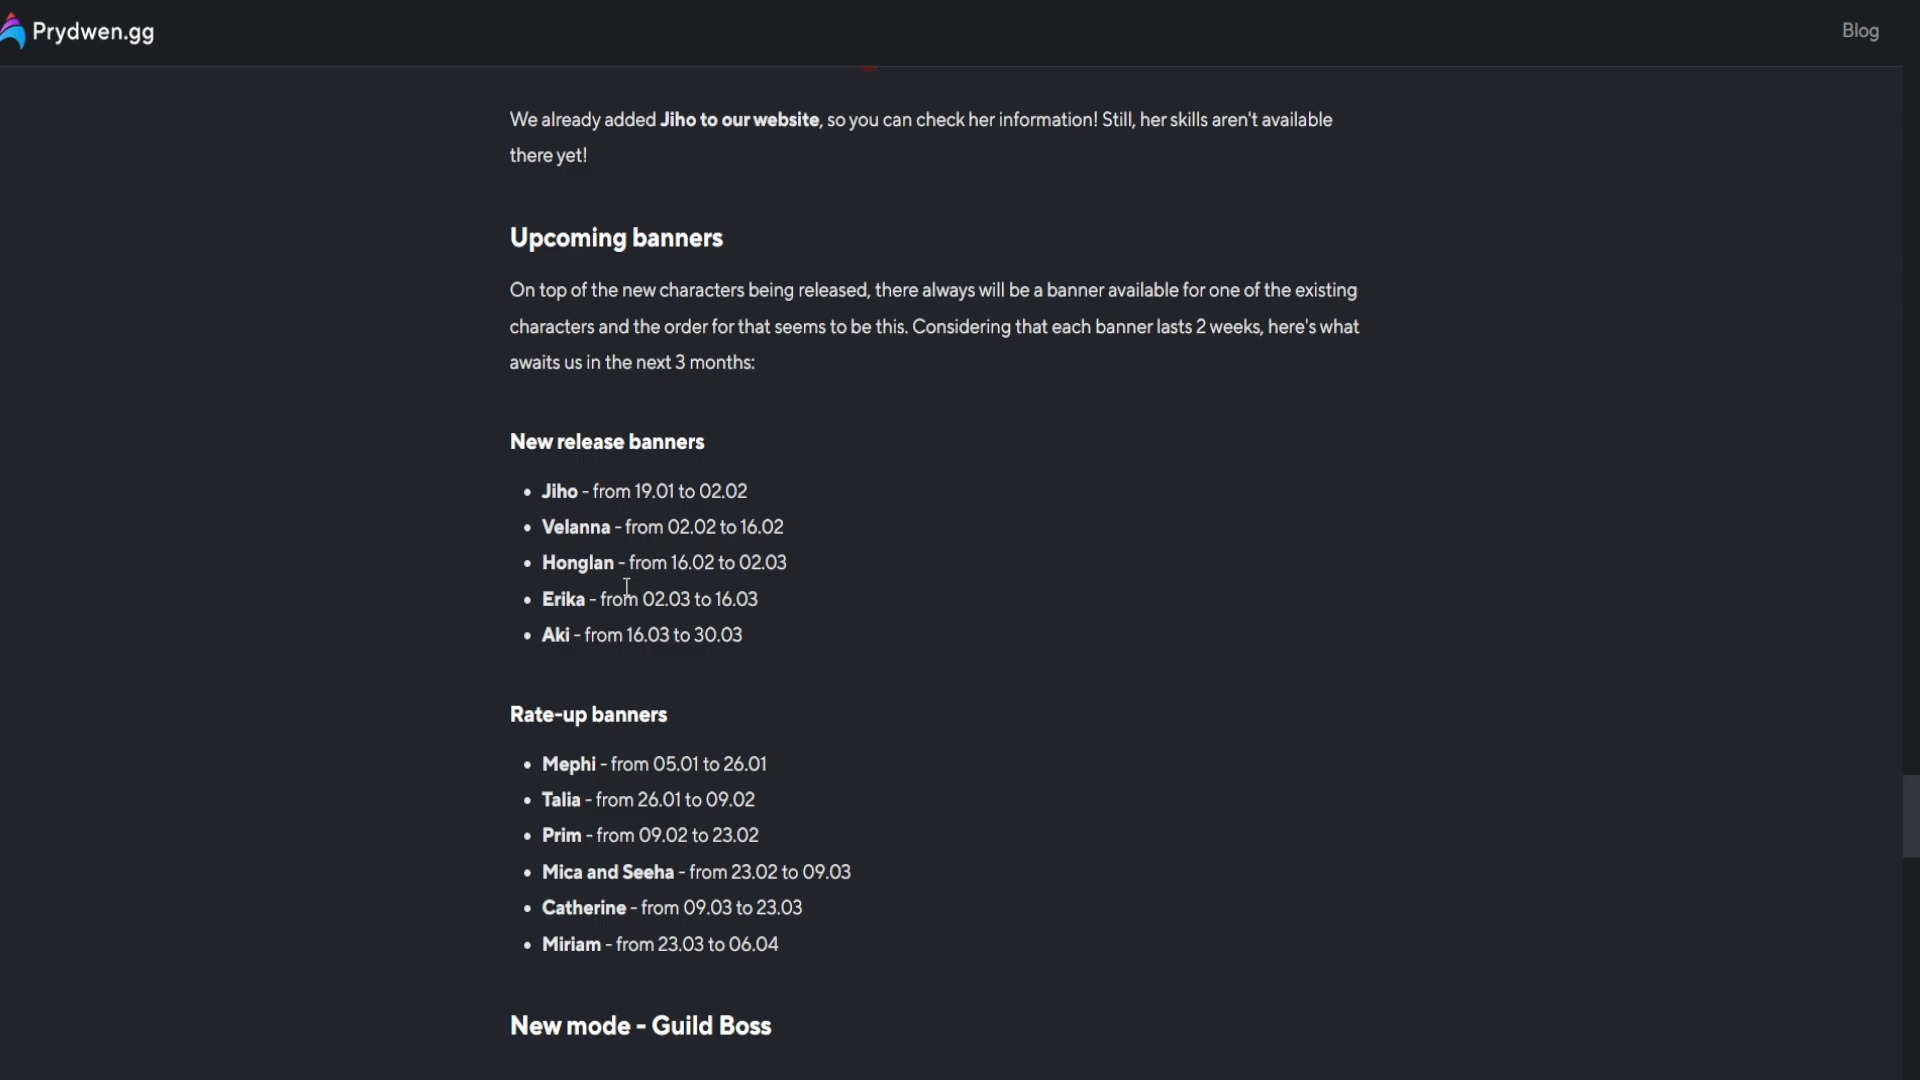 Prydwen.gg
Blog
We already added Jiho to our website, so you can check her information! Still, her skills aren't available
there yet!
Upcoming banners
On top of the new characters being released, there always will be a banner available for one of the existing
characters and the order for that seems to be this. Considering that each banner lasts 2 weeks, here's what
awaits us in the next 3 months:
New release banners
• Jiho - from 19.01 to 02.02
• Velanna - from 02.02 to 16.02
• Honglan - from 16.02 to 02.03
• Erika - from 02.03 to 16.03
• Aki - from 16.03 to 30.03
Rate-up banners
• Mephi - from 05.01 to 26.01
• Talia - from 26.01 to 09.02
• Prim - from 09.02 to 23.02
• Mica and Seeha - from 23.02 to 09.03
• Catherine - from 09.03 to 23.03
• Miriam - from 23.03 to 06.04
New mode - Guild Boss